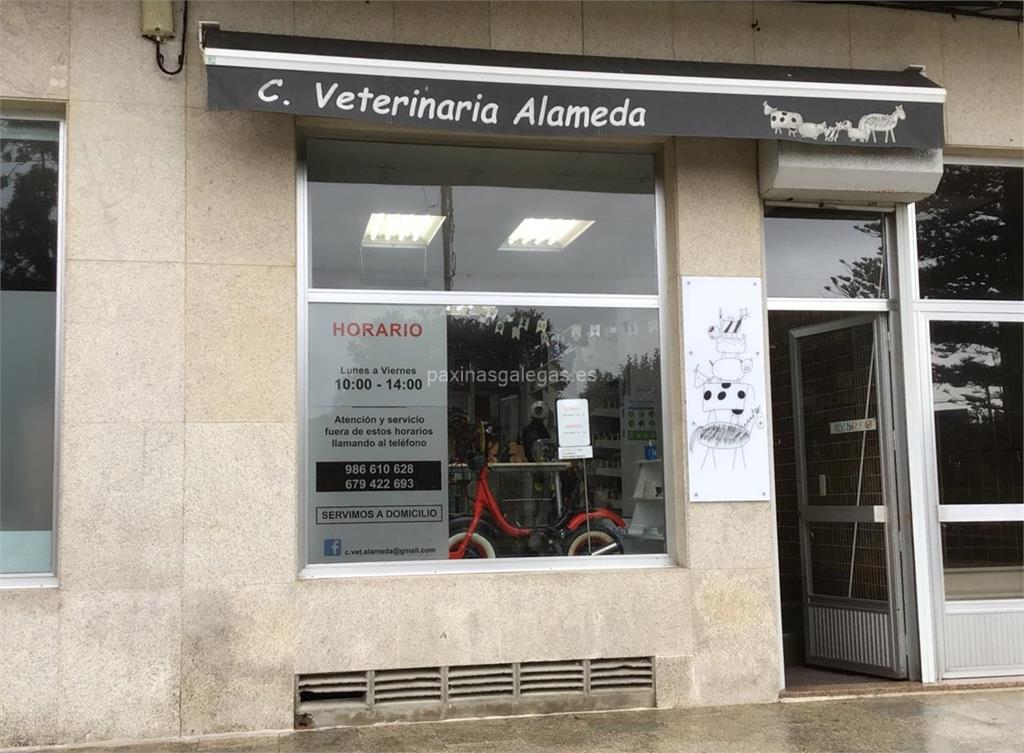 C. Veterinaria Alameda
HORARIO
Lunes a Viernes
10:00 - 14:00
paxinasgalegas.es
Atención y servicio
fuera de estos horarios
llamando al teléfono
986 610 628
679 422 693
SERVIMOS A DOMICILIO
f c.vet.alameda@gmail.com